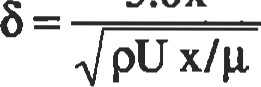 δ = x / √ρU x/μ